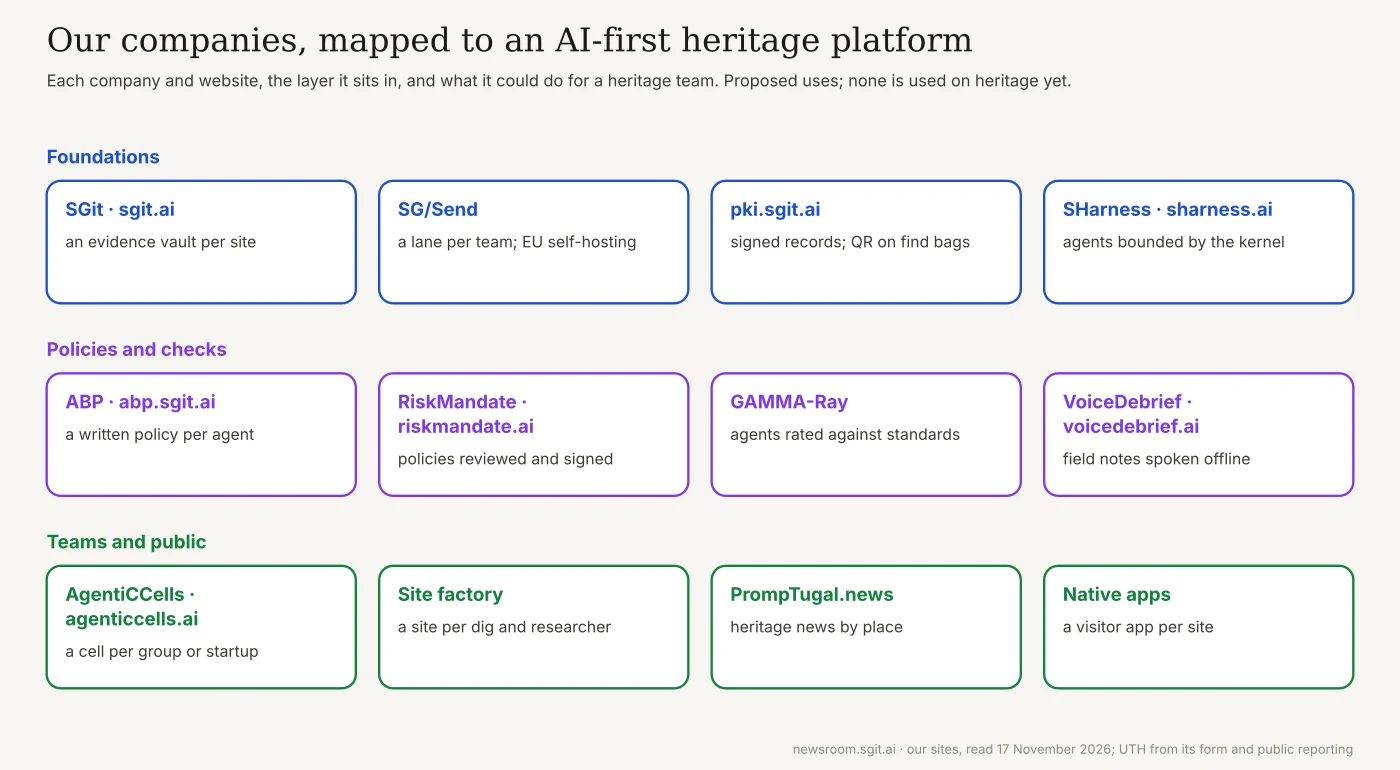 Our companies, mapped to an AI-first heritage platform
Each company and website, the layer it sits in, and what it could do for a heritage team. Proposed uses; none is used on heritage yet.
Foundations
SGit · sgit.ai
an evidence vault per site
SG/Send
a lane per team; EU self-hosting
pki.sgit.ai
signed records; QR on find bags
SHarness · sharness.ai
agents bounded by the kernel
Policies and checks
ABP · abp.sgit.ai
a written policy per agent
RiskMandate ·
riskmandate.ai
policies reviewed and signed
GAMMA-Ray
agents rated against standards
VoiceDebrief ·
voicedebrief.ai
field notes spoken offline
Teams and public
AgentiCCells ·
agenticcells.ai
a cell per group or startup
Site factory
a site per dig and researcher
PrompTugal.news
heritage news by place
Native apps
a visitor app per site
newsroom.sgit.ai · our sites, read 17 November 2026; UTH from its form and public reporting